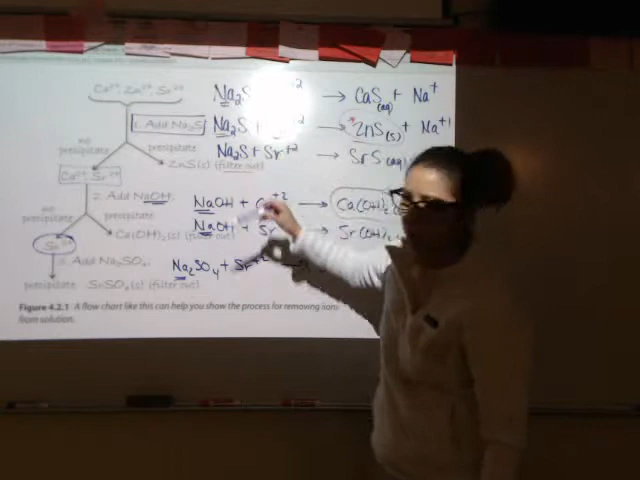 Ca²⁺, Zn²⁺, Sr²⁺
1. Add Na₂S
no precipitate
precipitate
ZnS(s) (filter out)
Ca²⁺, Sr²⁺
2. Add NaOH
no precipitate
precipitate
Ca(OH)₂(s) (filter out)
Sr²⁺
Add Na₂SO₄
precipitate SrSO₄(s) (filter out)
Figure 4.2.1 A flow chart like this can help you show the process for removing ions
from solution.
Na₂S +2 → CaS(aq) + Na⁺
Na₂S + +2 → ZnS(s) + Na⁺¹
Na₂S + Sr⁺² → SrS(aq)
NaOH + Ca⁺² → Ca(OH)₂
NaOH + Sr → Sr(OH)₂
Na₂SO₄ + Sr⁺² →